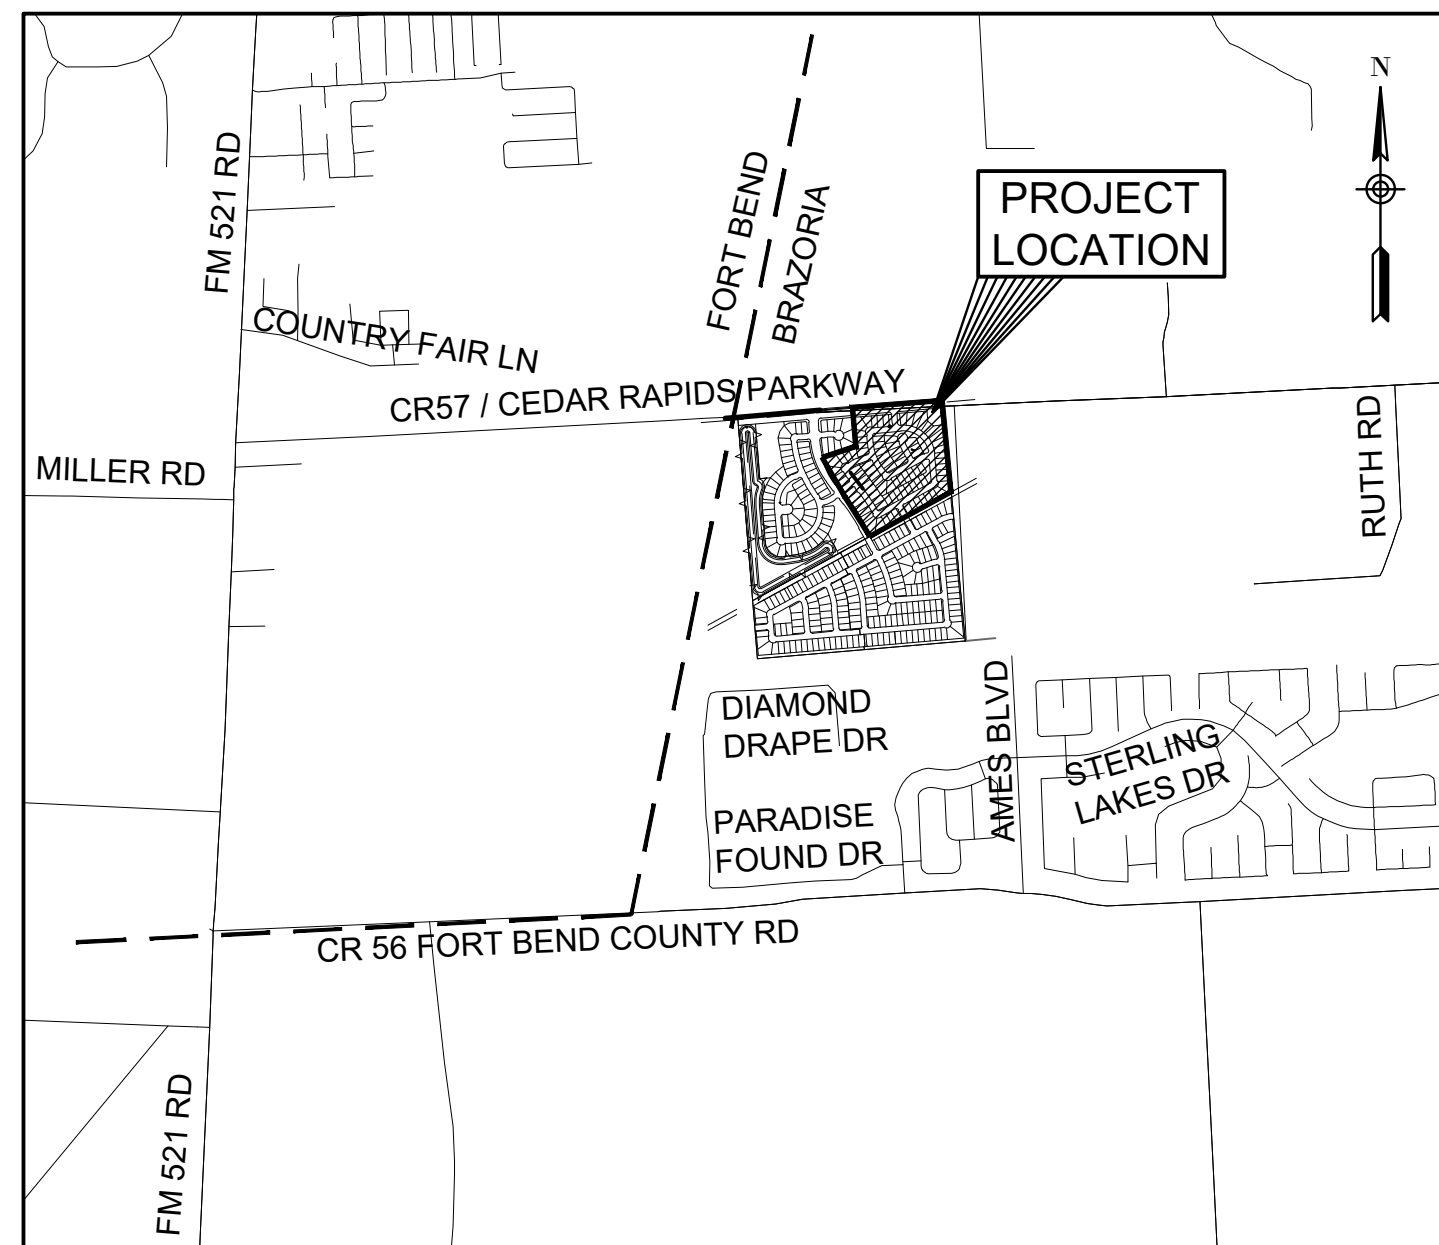 N
FM 521 RD
FORT BEND
BRAZORIA
PROJECT
LOCATION
COUNTRY FAIR LN
CR57 / CEDAR RAPIDS PARKWAY
MILLER RD
RUTH RD
DIAMOND
DRAPE DR
AMES BLVD
STERLING
LAKES DR
PARADISE
FOUND DR
CR 56 FORT BEND COUNTY RD
FM 521 RD